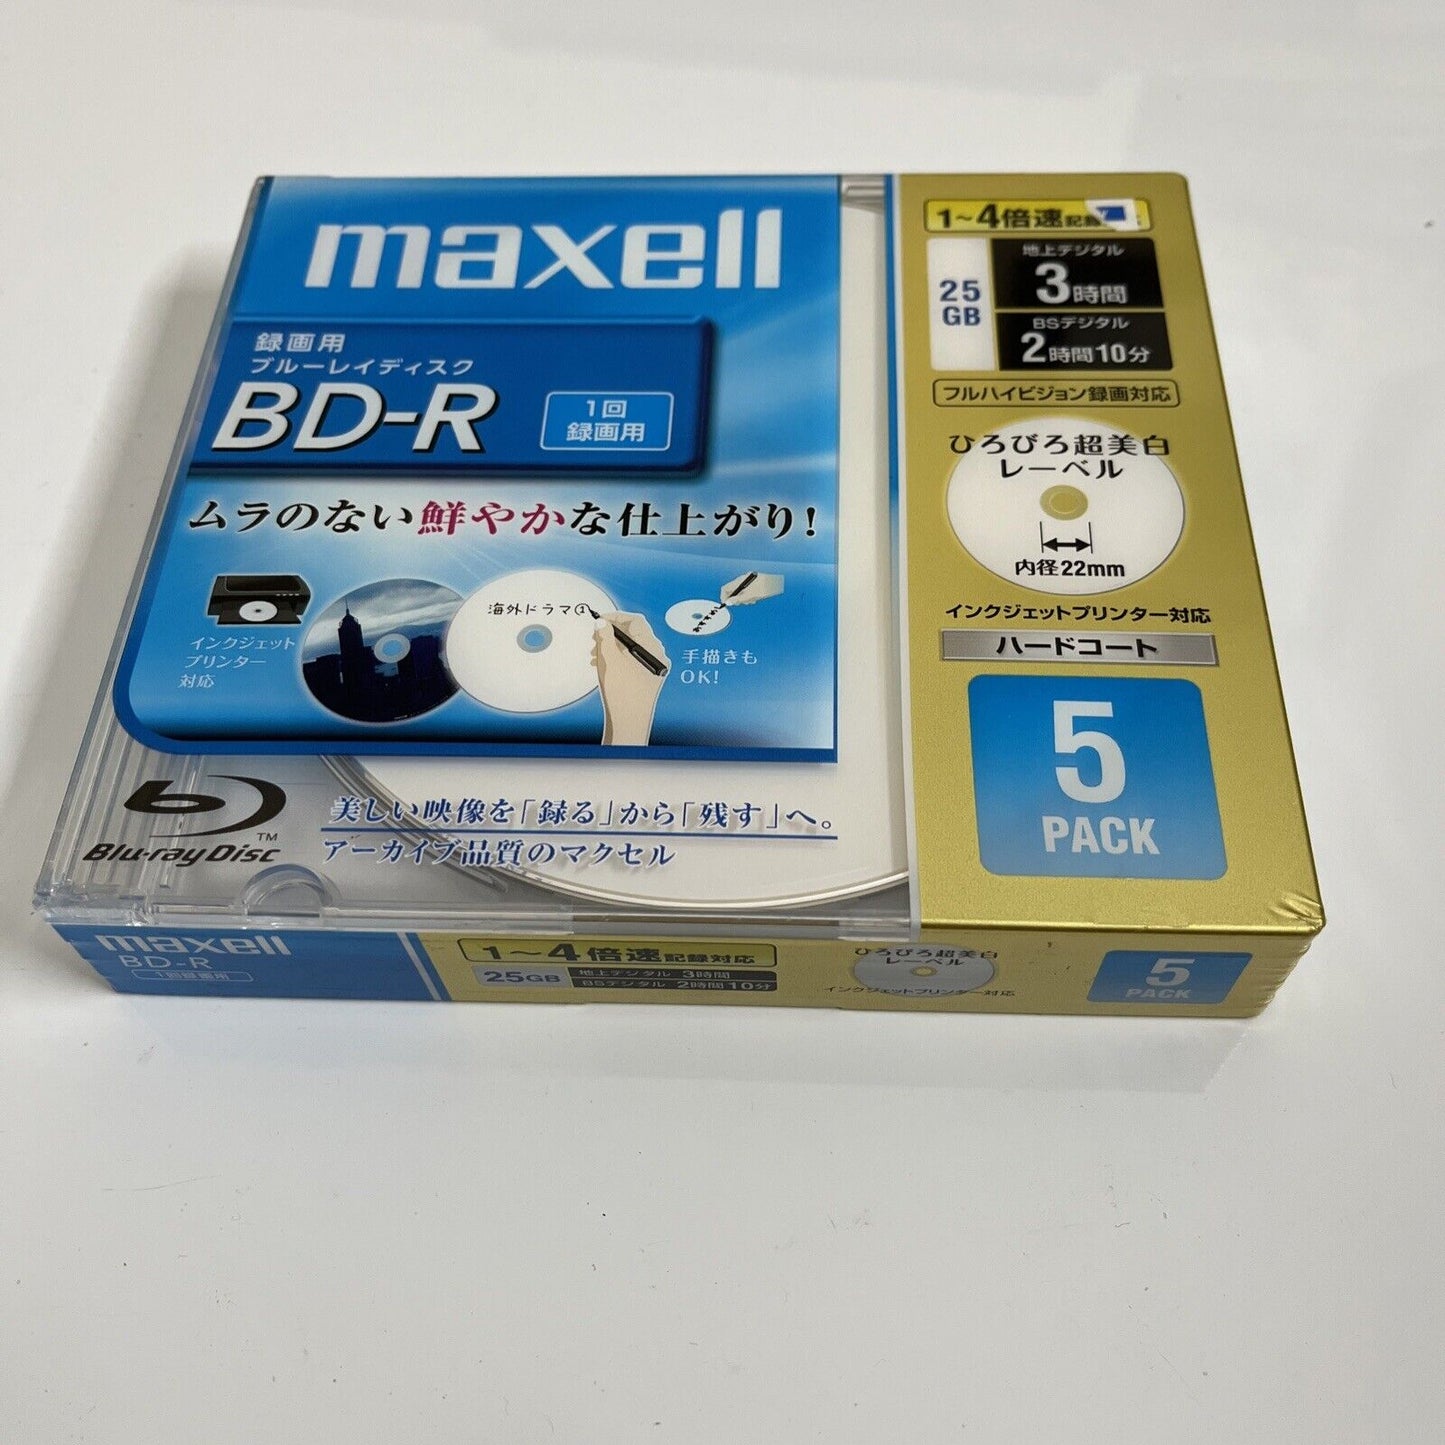 maxell
録画用
ブルーレイディスク
BD-R
1回
録画用
ムラのない鮮やかな仕上がり!
インクジェット
プリンター
対応
海外ドラマ①
手描きも
OK!
Blu-ray Disc
TM
美しい映像を「録る」から「残す」へ。
アーカイブ品質のマクセル
1～4倍速記録
25
GB
地上デジタル
3時間
BSデジタル
2時間10分
フルハイビジョン録画対応
ひろびろ超美白
レーベル
内径22mm
インクジェットプリンター対応
ハードコート
5
PACK
maxell
BD-R
1回録画用
1～4倍速記録対応
25GB
地上デジタル 3時間
BSデジタル 2時間10分
ひろびろ超美白
レーベル
インクジェットプリンター対応
5
PACK